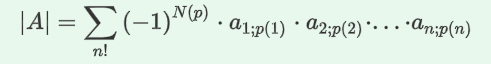 |A| = ∑ (-1)^{N(p)} · a_{1;p(1)} · a_{2;p(2)} · … · a_{n;p(n)}
n!